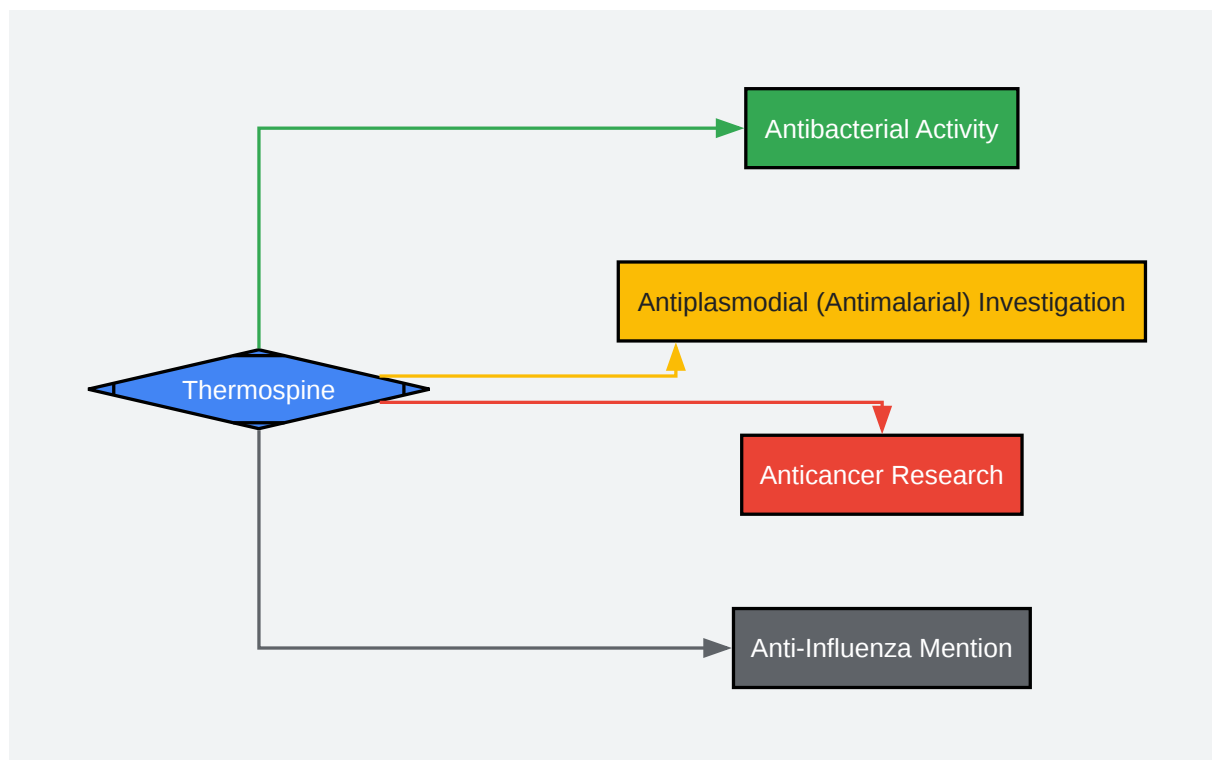 Antibacterial Activity
Antiplasmodial (Antimalarial) Investigation
Thermospine
Anticancer Research
Anti-Influenza Mention